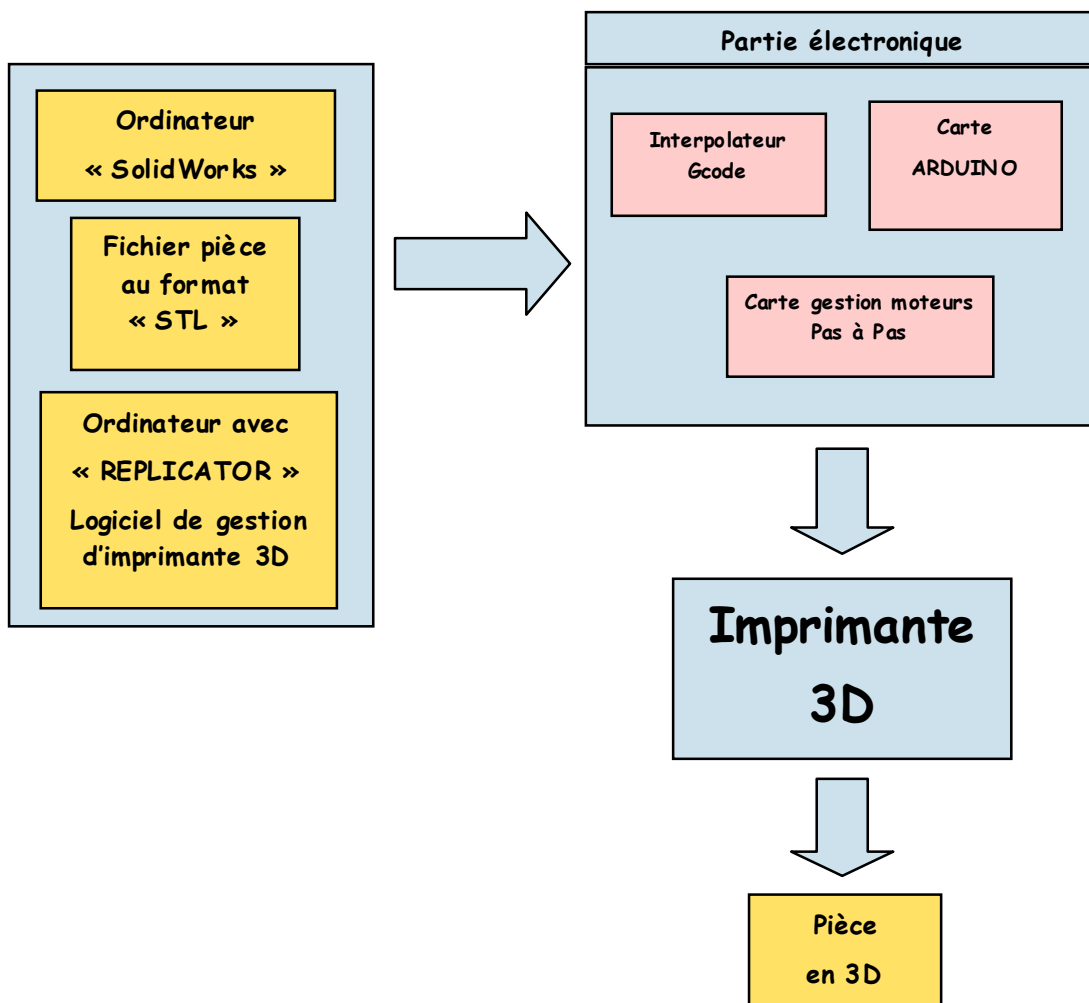 Ordinateur
« SolidWorks »
Fichier pièce
au format
« STL »
Ordinateur avec
« REPLICATOR »
Logiciel de gestion
d'imprimante 3D
Partie électronique
Interpolateur
Gcode
Carte
ARDUINO
Carte gestion moteurs
Pas à Pas
Imprimante
3D
Pièce
en 3D